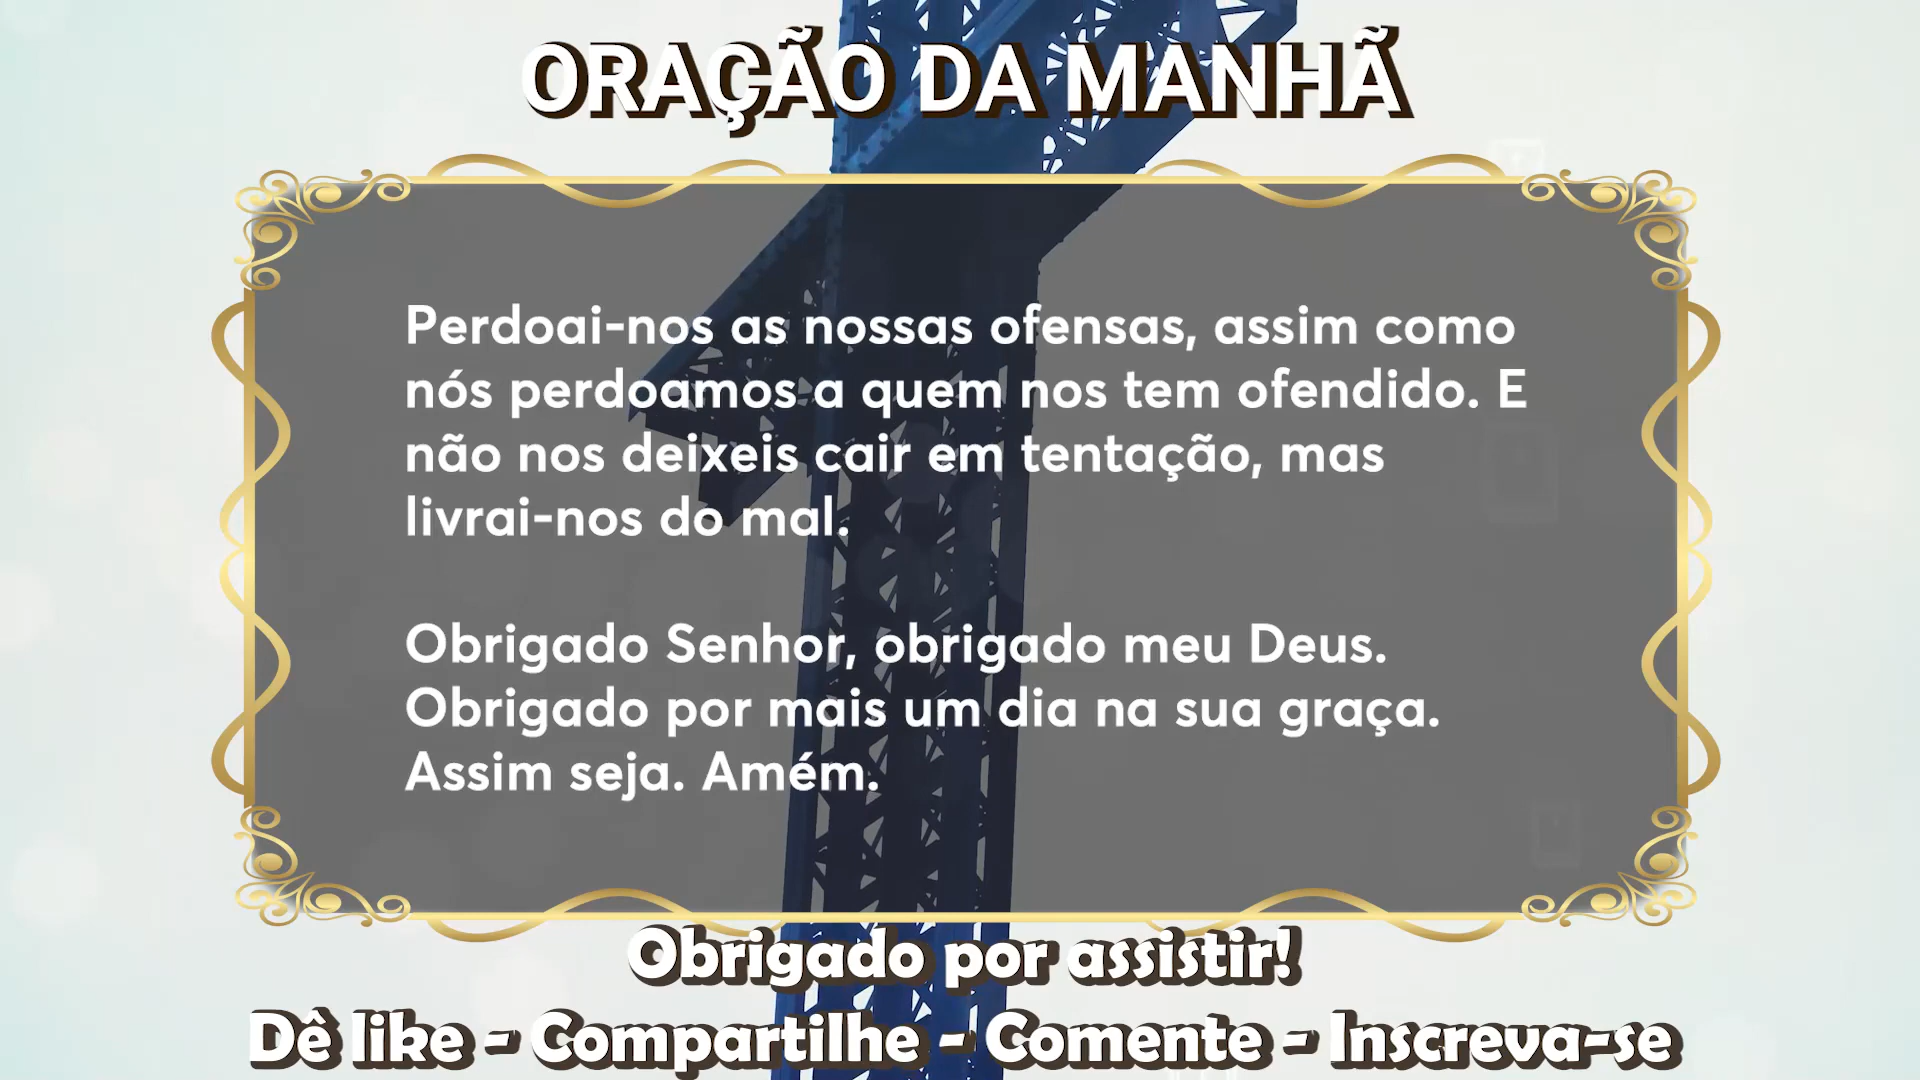 ORAÇÃO DA MANHÃ
Perdoai-nos as nossas ofensas, assim como
nós perdoamos a quem nos tem ofendido. E
não nos deixeis cair em tentação, mas
livrai-nos do mal.
Obrigado Senhor, obrigado meu Deus.
Obrigado por mais um dia na sua graça.
Assim seja. Amém.
Obrigado por assistir!
Dê like - Compartilhe - Comente - Inscreva-se